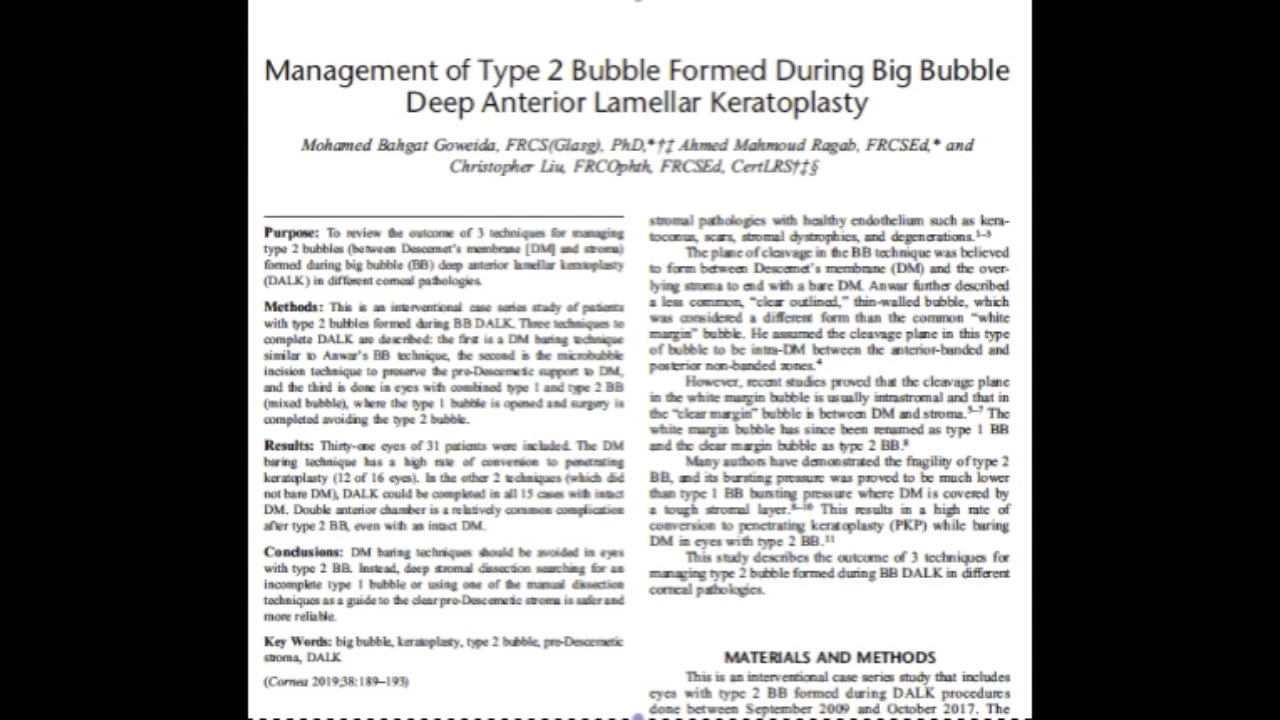 Management of Type 2 Bubble Formed During Big Bubble
Deep Anterior Lamellar Keratoplasty
Mohamed Bahgat Goweida, FRCS(Glasg), PhD,*†‡ Ahmed Mahmoud Ragab, FRCSEd,* and
Christopher Liu, FRCOphth, FRCSEd, CertLRS†‡§
Purpose: To review the outcome of 3 techniques for managing
type 2 bubbles (between Descemet's membrane [DM] and stroma)
formed during big bubble (BB) deep anterior lamellar keratoplasty
(DALK) in different corneal pathologies.
Methods: This is an interventional case series study of patients
with type 2 bubbles formed during BB DALK. Three techniques to
complete DALK are described: the first is a DM baring technique
similar to Anwar's BB technique, the second is the microbubble
incision technique to preserve the pre-Descemetic support to DM,
and the third is done in eyes with combined type 1 and type 2 BB
(mixed bubble), where the type 1 bubble is opened and surgery is
completed avoiding the type 2 bubble.
Results: Thirty-one eyes of 31 patients were included. The DM
baring technique has a high rate of conversion to penetrating
keratoplasty (12 of 16 eyes). In the other 2 techniques (which did
not bare DM), DALK could be completed in all 15 cases with intact
DM. Double anterior chamber is a relatively common complication
after type 2 BB, even with an intact DM.
Conclusions: DM baring techniques should be avoided in eyes
with type 2 BB. Instead, deep stromal dissection searching for an
incomplete type 1 bubble or using one of the manual dissection
techniques as a guide to the clear pre-Descemetic stroma is safer and
more reliable.
Key Words: big bubble, keratoplasty, type 2 bubble, pre-Descemetic
stroma, DALK
(Cornea 2019;38:189–193)
stromal pathologies with healthy endothelium such as kera-
toconus, scars, stromal dystrophies, and degenerations.1–3
The plane of cleavage in the BB technique was believed
to form between Descemet's membrane (DM) and the over-
lying stroma to end with a bare DM. Anwar further described
a less common, "clear outlined," thin-walled bubble, which
was considered a different form than the common "white
margin" bubble. He assumed the cleavage plane in this type
of bubble to be intra-DM between the anterior-banded and
posterior non-banded zones.4
However, recent studies proved that the cleavage plane
in the white margin bubble is usually intrastromal and that in
the "clear margin" bubble is between DM and stroma.5–7 The
white margin bubble has since been renamed as type 1 BB
and the clear margin bubble as type 2 BB.8
Many authors have demonstrated the fragility of type 2
BB, and its bursting pressure was proved to be much lower
than type 1 BB bursting pressure where DM is covered by
a tough stromal layer.8–10 This results in a high rate of
conversion to penetrating keratoplasty (PKP) while baring
DM in eyes with type 2 BB.11
This study describes the outcome of 3 techniques for
managing type 2 bubble formed during BB DALK in different
corneal pathologies.
MATERIALS AND METHODS
This is an interventional case series study that includes
eyes with type 2 BB formed during DALK procedures
done between September 2009 and October 2017. The